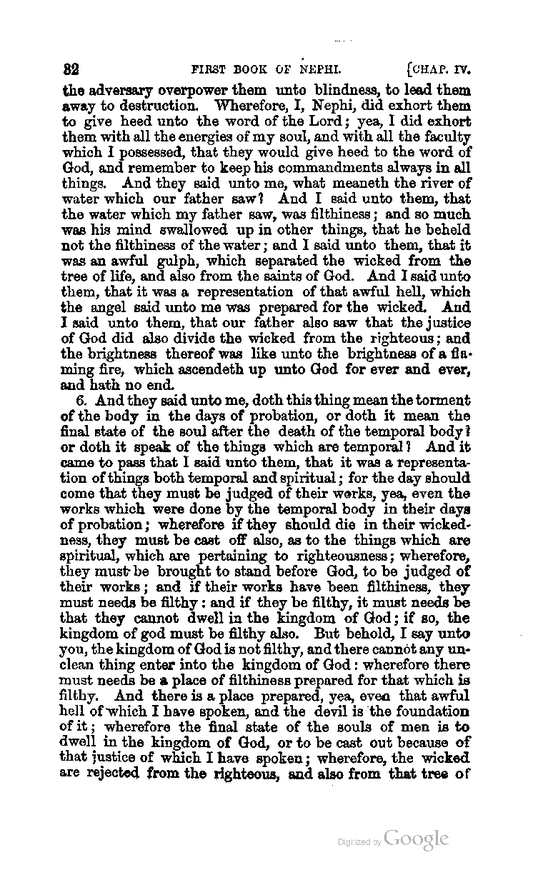 32 FIRST BOOK OF NEPHI. [CHAP. IV.
the adversary overpower them unto blindness, to lead them
away to destruction. Wherefore, I, Nephi, did exhort them
to give heed unto the word of the Lord; yea, I did exhort
them with all the energies of my soul, and with all the faculty
which I possessed, that they would give heed to the word of
God, and remember to keep his commandments always in all
things. And they said unto me, what meaneth the river of
water which our father saw? And I said unto them, that
the water which my father saw, was filthiness; and so much
was his mind swallowed up in other things, that he beheld
not the filthiness of the water; and I said unto them, that it
was an awful gulph, which separated the wicked from the
tree of life, and also from the saints of God. And I said unto
them, that it was a representation of that awful hell, which
the angel said unto me was prepared for the wicked. And
I said unto them, that our father also saw that the justice
of God did also divide the wicked from the righteous; and
the brightness thereof was like unto the brightness of a fla-
ming fire, which ascendeth up unto God for ever and ever,
and hath no end.
6. And they said unto me, doth this thing mean the torment
of the body in the days of probation, or doth it mean the
final state of the soul after the death of the temporal body?
or doth it speak of the things which are temporal? And it
came to pass that I said unto them, that it was a representa-
tion of things both temporal and spiritual; for the day should
come that they must be judged of their works, yea, even the
works which were done by the temporal body in their days
of probation; wherefore if they should die in their wicked-
ness, they must be cast off also, as to the things which are
spiritual, which are pertaining to righteousness; wherefore,
they must be brought to stand before God, to be judged of
their works; and if their works have been filthiness, they
must needs be filthy: and if they be filthy, it must needs be
that they cannot dwell in the kingdom of God; if so, the
kingdom of god must be filthy also. But behold, I say unto
you, the kingdom of God is not filthy, and there cannot any un-
clean thing enter into the kingdom of God: wherefore there
must needs be a place of filthiness prepared for that which is
filthy. And there is a place prepared, yea, even that awful
hell of which I have spoken, and the devil is the foundation
of it; wherefore the final state of the souls of men is to
dwell in the kingdom of God, or to be cast out because of
that justice of which I have spoken; wherefore, the wicked
are rejected from the righteous, and also from that tree of
Digitized by Google